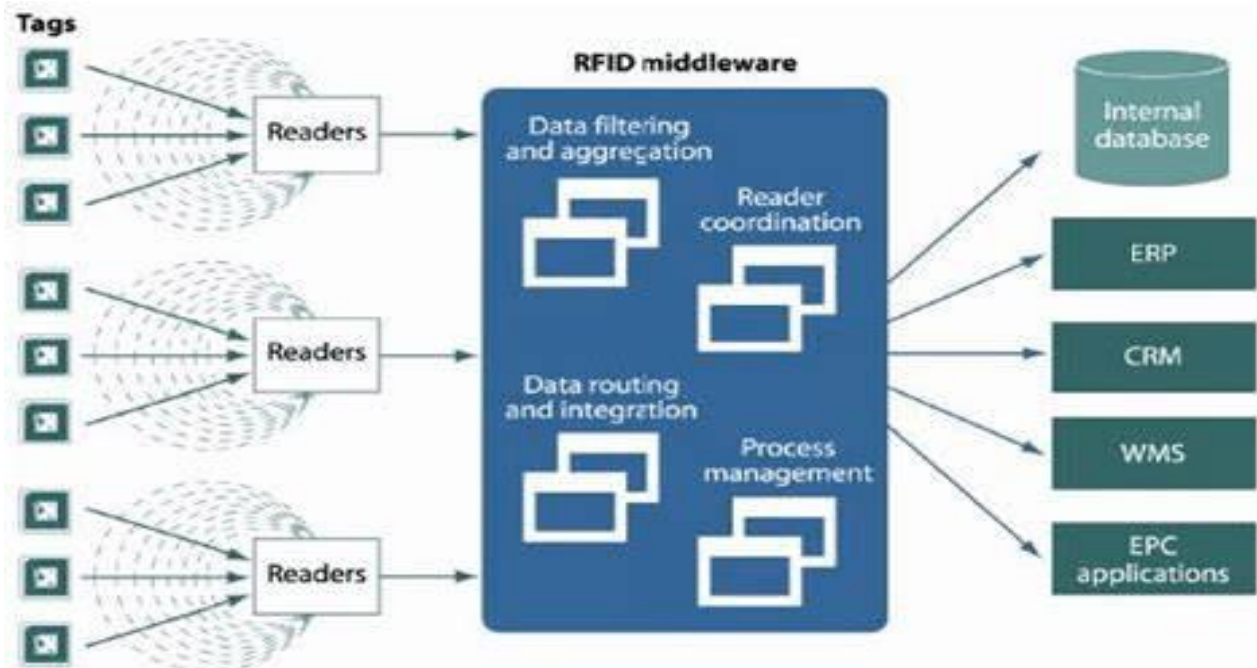 Tags
Readers
Readers
Readers
RFID middleware
Data filtering
and aggregation
Reader
coordination
Data routing
and integration
Process
management
Internal
database
ERP
CRM
WMS
EPC
applications